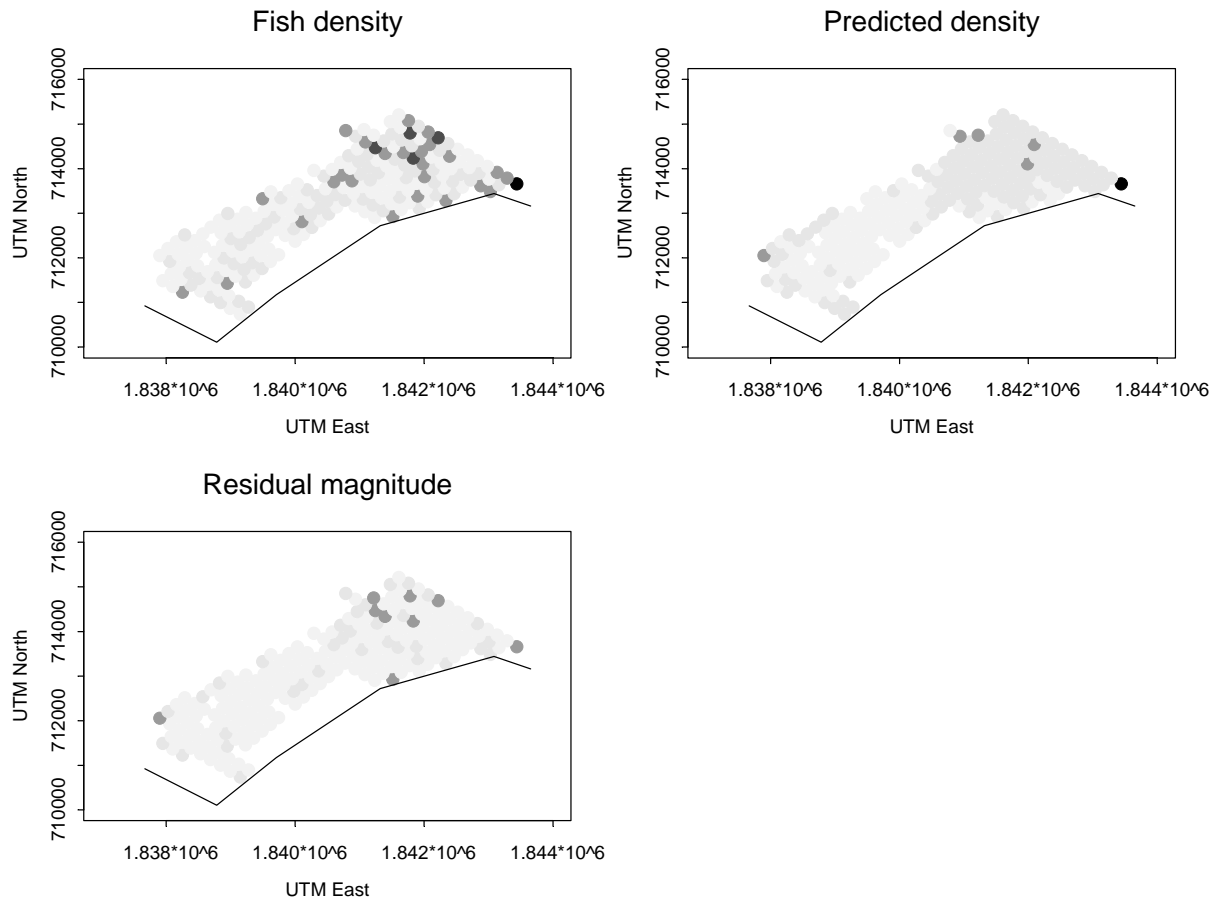 Fish density
UTM North
716000
714000
712000
710000
1.838*10^6 1.840*10^6 1.842*10^6 1.844*10^6
UTM East
Predicted density
UTM North
716000
714000
712000
710000
1.838*10^6 1.840*10^6 1.842*10^6 1.844*10^6
UTM East
Residual magnitude
UTM North
716000
714000
712000
710000
1.838*10^6 1.840*10^6 1.842*10^6 1.844*10^6
UTM East